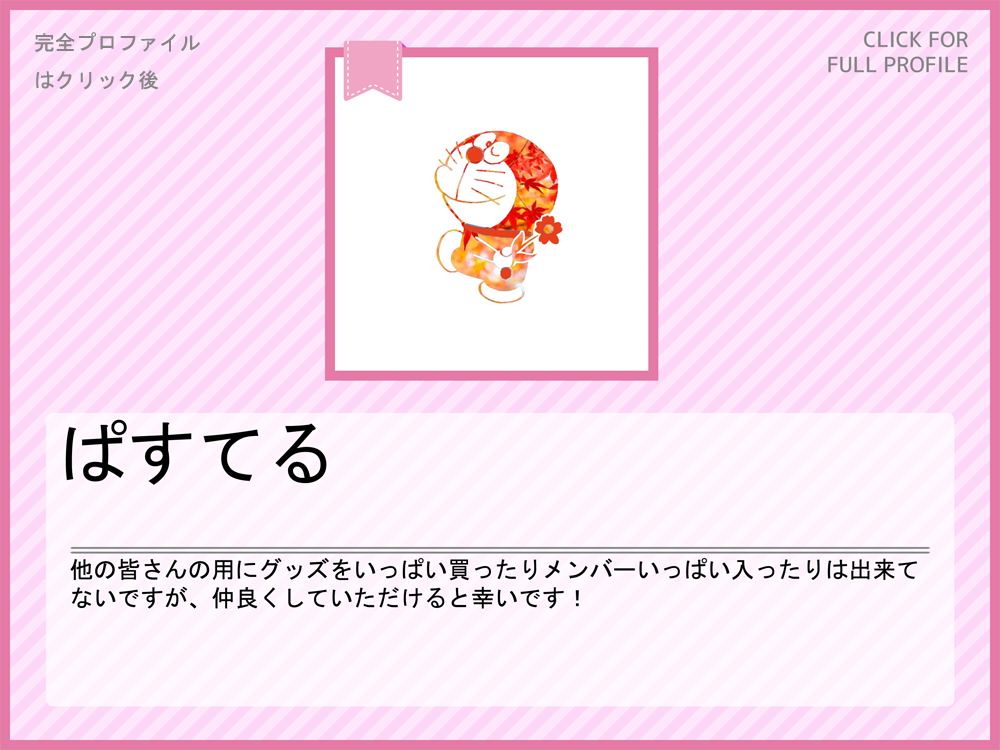 完全プロファイル
はクリック後
CLICK FOR
FULL PROFILE
ぱすてる
他の皆さんの用にグッズをいっぱい買ったりメンバーいっぱい入ったりは出来て
ないですが、仲良くしていただけると幸いです！